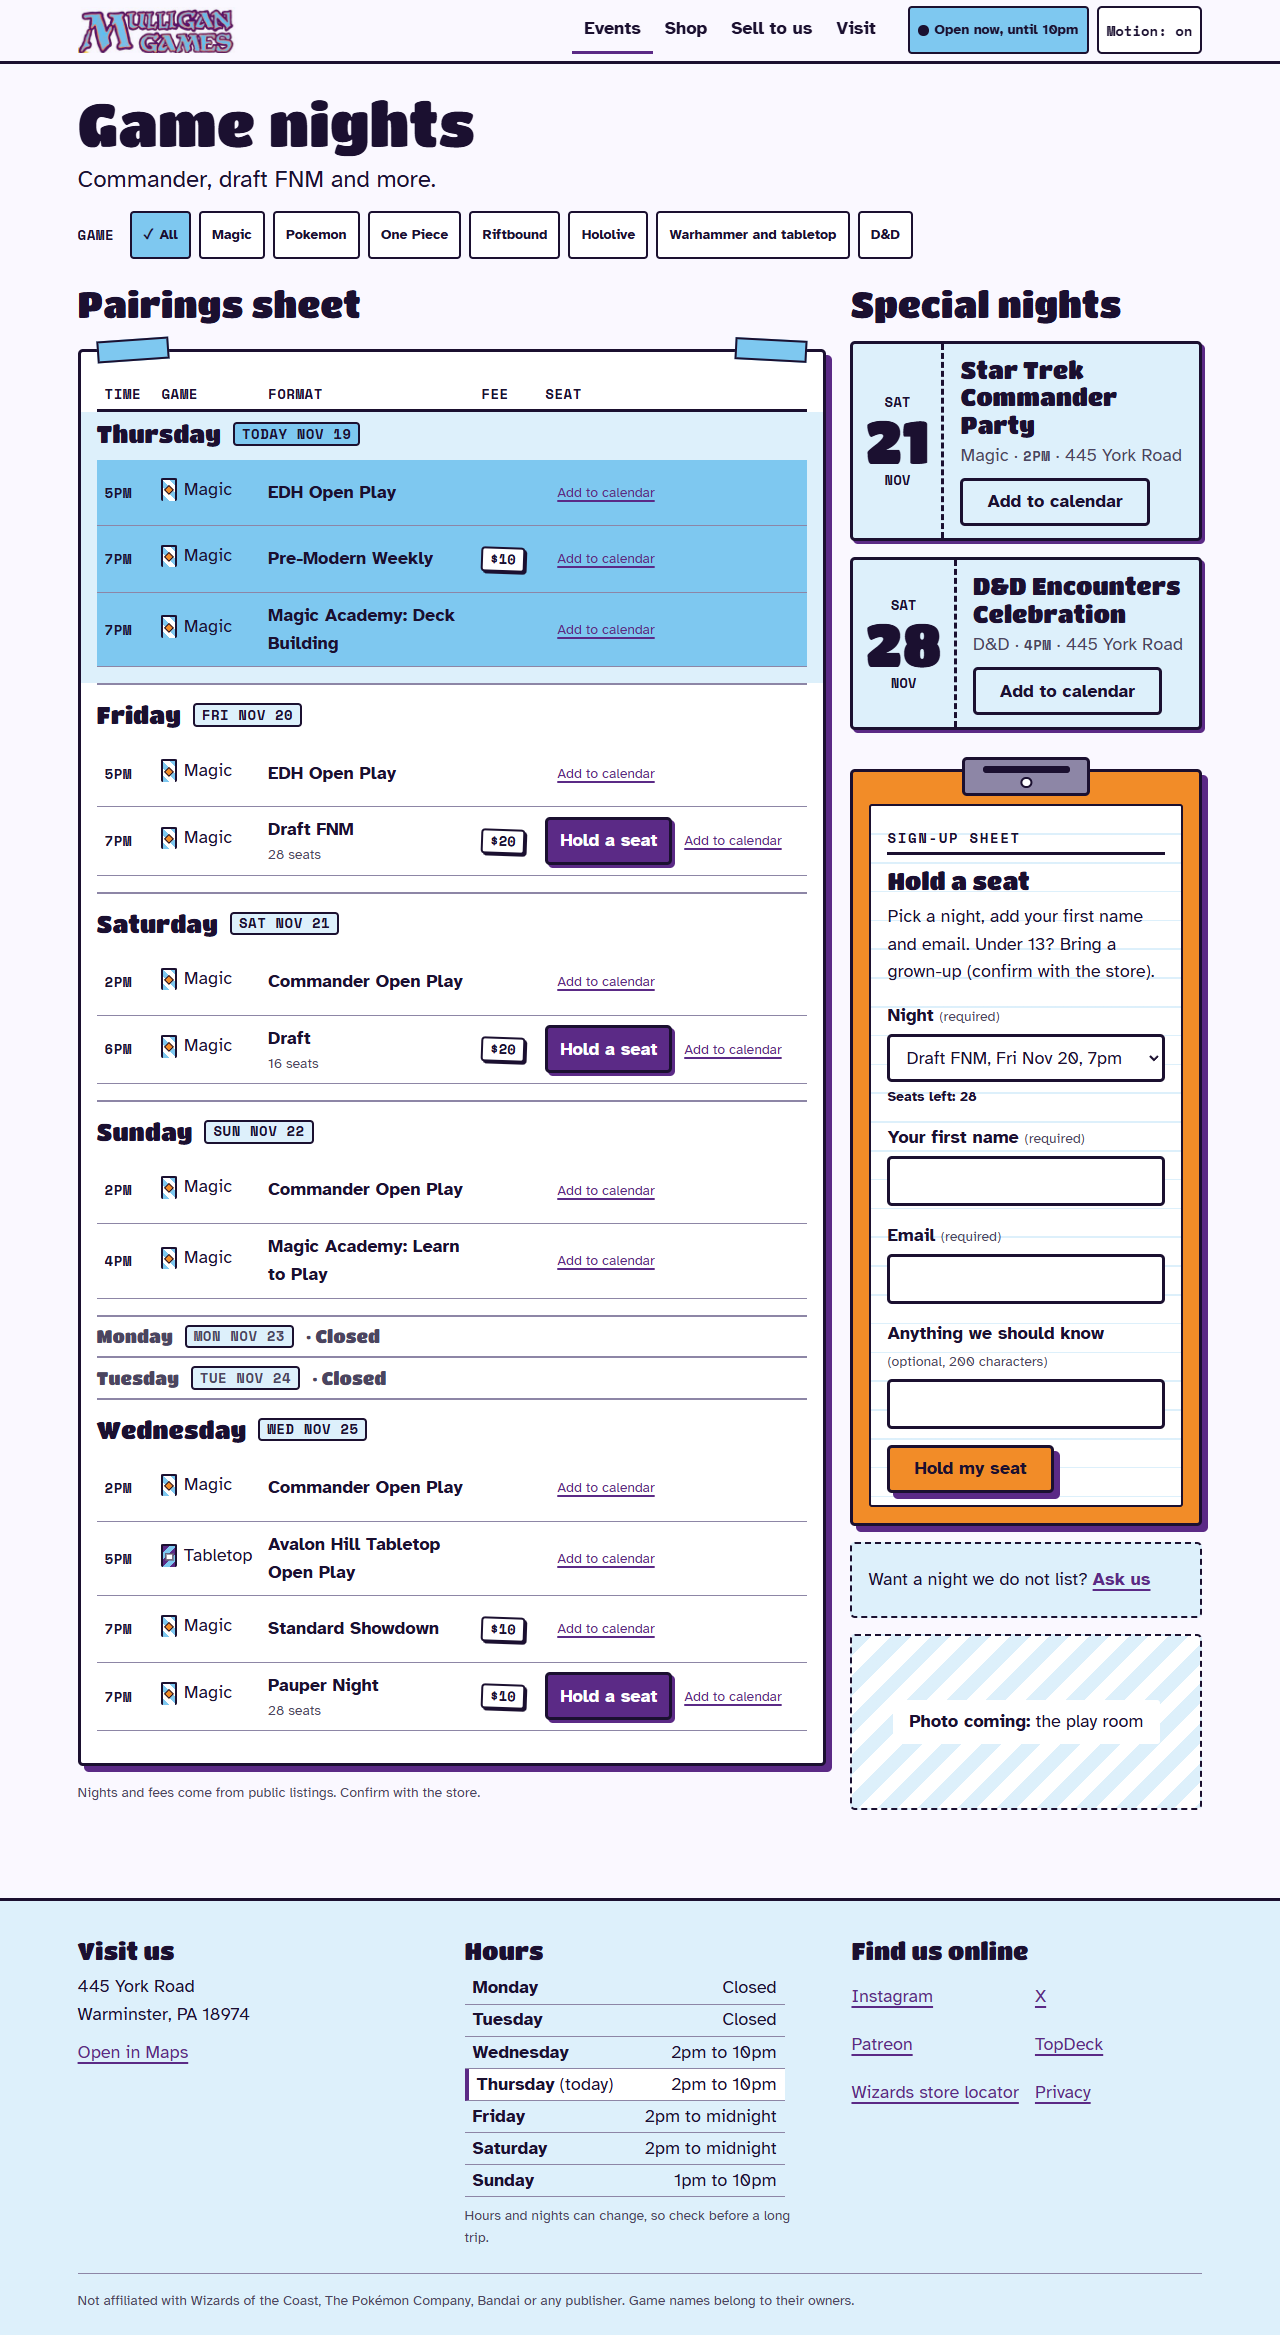 MULLIGAN GAMES
Events Shop Sell to us Visit
Open now, until 10pm
Motion: on
Game nights
Commander, draft FNM and more.
GAME
✓ All
Magic
Pokemon
One Piece
Riftbound
Hololive
Warhammer and tabletop
D&D
Pairings sheet
TIME GAME FORMAT FEE SEAT
Thursday TODAY NOV 19
5PM Magic EDH Open Play Add to calendar
7PM Magic Pre-Modern Weekly $10 Add to calendar
7PM Magic Magic Academy: Deck
Building Add to calendar
Friday FRI NOV 20
5PM Magic EDH Open Play Add to calendar
7PM Magic Draft FNM $20 Hold a seat Add to calendar
28 seats
Saturday SAT NOV 21
2PM Magic Commander Open Play Add to calendar
6PM Magic Draft $20 Hold a seat Add to calendar
16 seats
Sunday SUN NOV 22
2PM Magic Commander Open Play Add to calendar
4PM Magic Magic Academy: Learn
to Play Add to calendar
Monday MON NOV 23 · Closed
Tuesday TUE NOV 24 · Closed
Wednesday WED NOV 25
2PM Magic Commander Open Play Add to calendar
5PM Tabletop Avalon Hill Tabletop
Open Play Add to calendar
7PM Magic Standard Showdown $10 Add to calendar
7PM Magic Pauper Night $10 Hold a seat Add to calendar
28 seats
Nights and fees come from public listings. Confirm with the store.
Special nights
SAT
21
NOV
Star Trek
Commander
Party
Magic · 2PM · 445 York Road
Add to calendar
SAT
28
NOV
D&D Encounters
Celebration
D&D · 4PM · 445 York Road
Add to calendar
SIGN-UP SHEET
Hold a seat
Pick a night, add your first name
and email. Under 13? Bring a
grown-up (confirm with the store).
Night (required)
Draft FNM, Fri Nov 20, 7pm
Seats left: 28
Your first name (required)
Email (required)
Anything we should know
(optional, 200 characters)
Hold my seat
Want a night we do not list? Ask us
Photo coming: the play room
Visit us
445 York Road
Warminster, PA 18974
Open in Maps
Hours
Monday Closed
Tuesday Closed
Wednesday 2pm to 10pm
Thursday (today) 2pm to 10pm
Friday 2pm to midnight
Saturday 2pm to midnight
Sunday 1pm to 10pm
Hours and nights can change, so check before a long
trip.
Find us online
Instagram X
Patreon TopDeck
Wizards store locator Privacy
Not affiliated with Wizards of the Coast, The Pokémon Company, Bandai or any publisher. Game names belong to their owners.